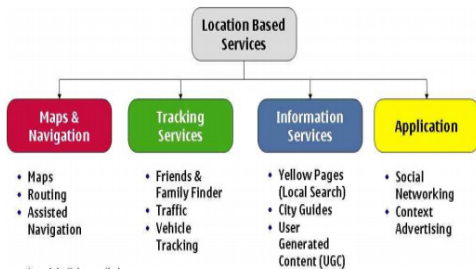 Location Based
Services
Maps &
Navigation
Tracking
Services
Information
Services
Application
• Maps
• Routing
• Assisted
Navigation
• Friends &
Family Finder
• Traffic
• Vehicle
Tracking
• Yellow Pages
(Local Search)
• City Guides
• User
Generated
Content (UGC)
• Social
Networking
• Context
Advertising